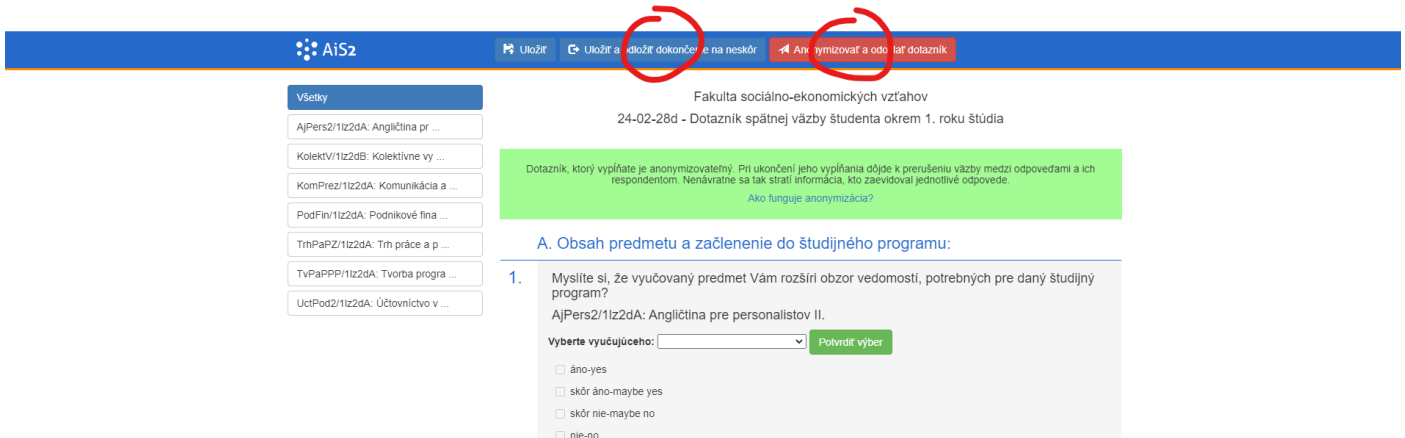 AiS2
Uložiť
Uložiť a odložiť dokončenie na neskôr
Anonymizovať a odoslať dotazník
Všetky
AjPers2/1Iz2dA: Angličtina pr ...
KolektV/1Iz2dB: Kolektívne vy ...
KomPrez/1Iz2dA: Komunikácia a ...
PodFin/1Iz2dA: Podnikové fina ...
TrhPaPZ/1Iz2dA: Trh práce a p ...
TvPaPPP/1Iz2dA: Tvorba progra ...
UctPod2/1Iz2dA: Účtovníctvo v ...
Fakulta sociálno-ekonomických vzťahov
24-02-28d - Dotazník spätnej väzby študenta okrem 1. roku štúdia
Dotazník, ktorý vypĺňate je anonymizovateľný. Pri ukončení jeho vypĺňania dôjde k prerušeniu väzby medzi odpoveďami a ich
respondentom. Nenávratne sa tak stratí informácia, kto zaevidoval jednotlivé odpovede.
Ako funguje anonymizácia?
A. Obsah predmetu a začlenenie do študijného programu:
1. Myslíte si, že vyučovaný predmet Vám rozšíri obzor vedomostí, potrebných pre daný študijný
program?
AjPers2/1Iz2dA: Angličtina pre personalistov II.
Vyberte vyučujúceho:
Potvrdiť výber
áno-yes
skôr áno-maybe yes
skôr nie-maybe no
nie-no